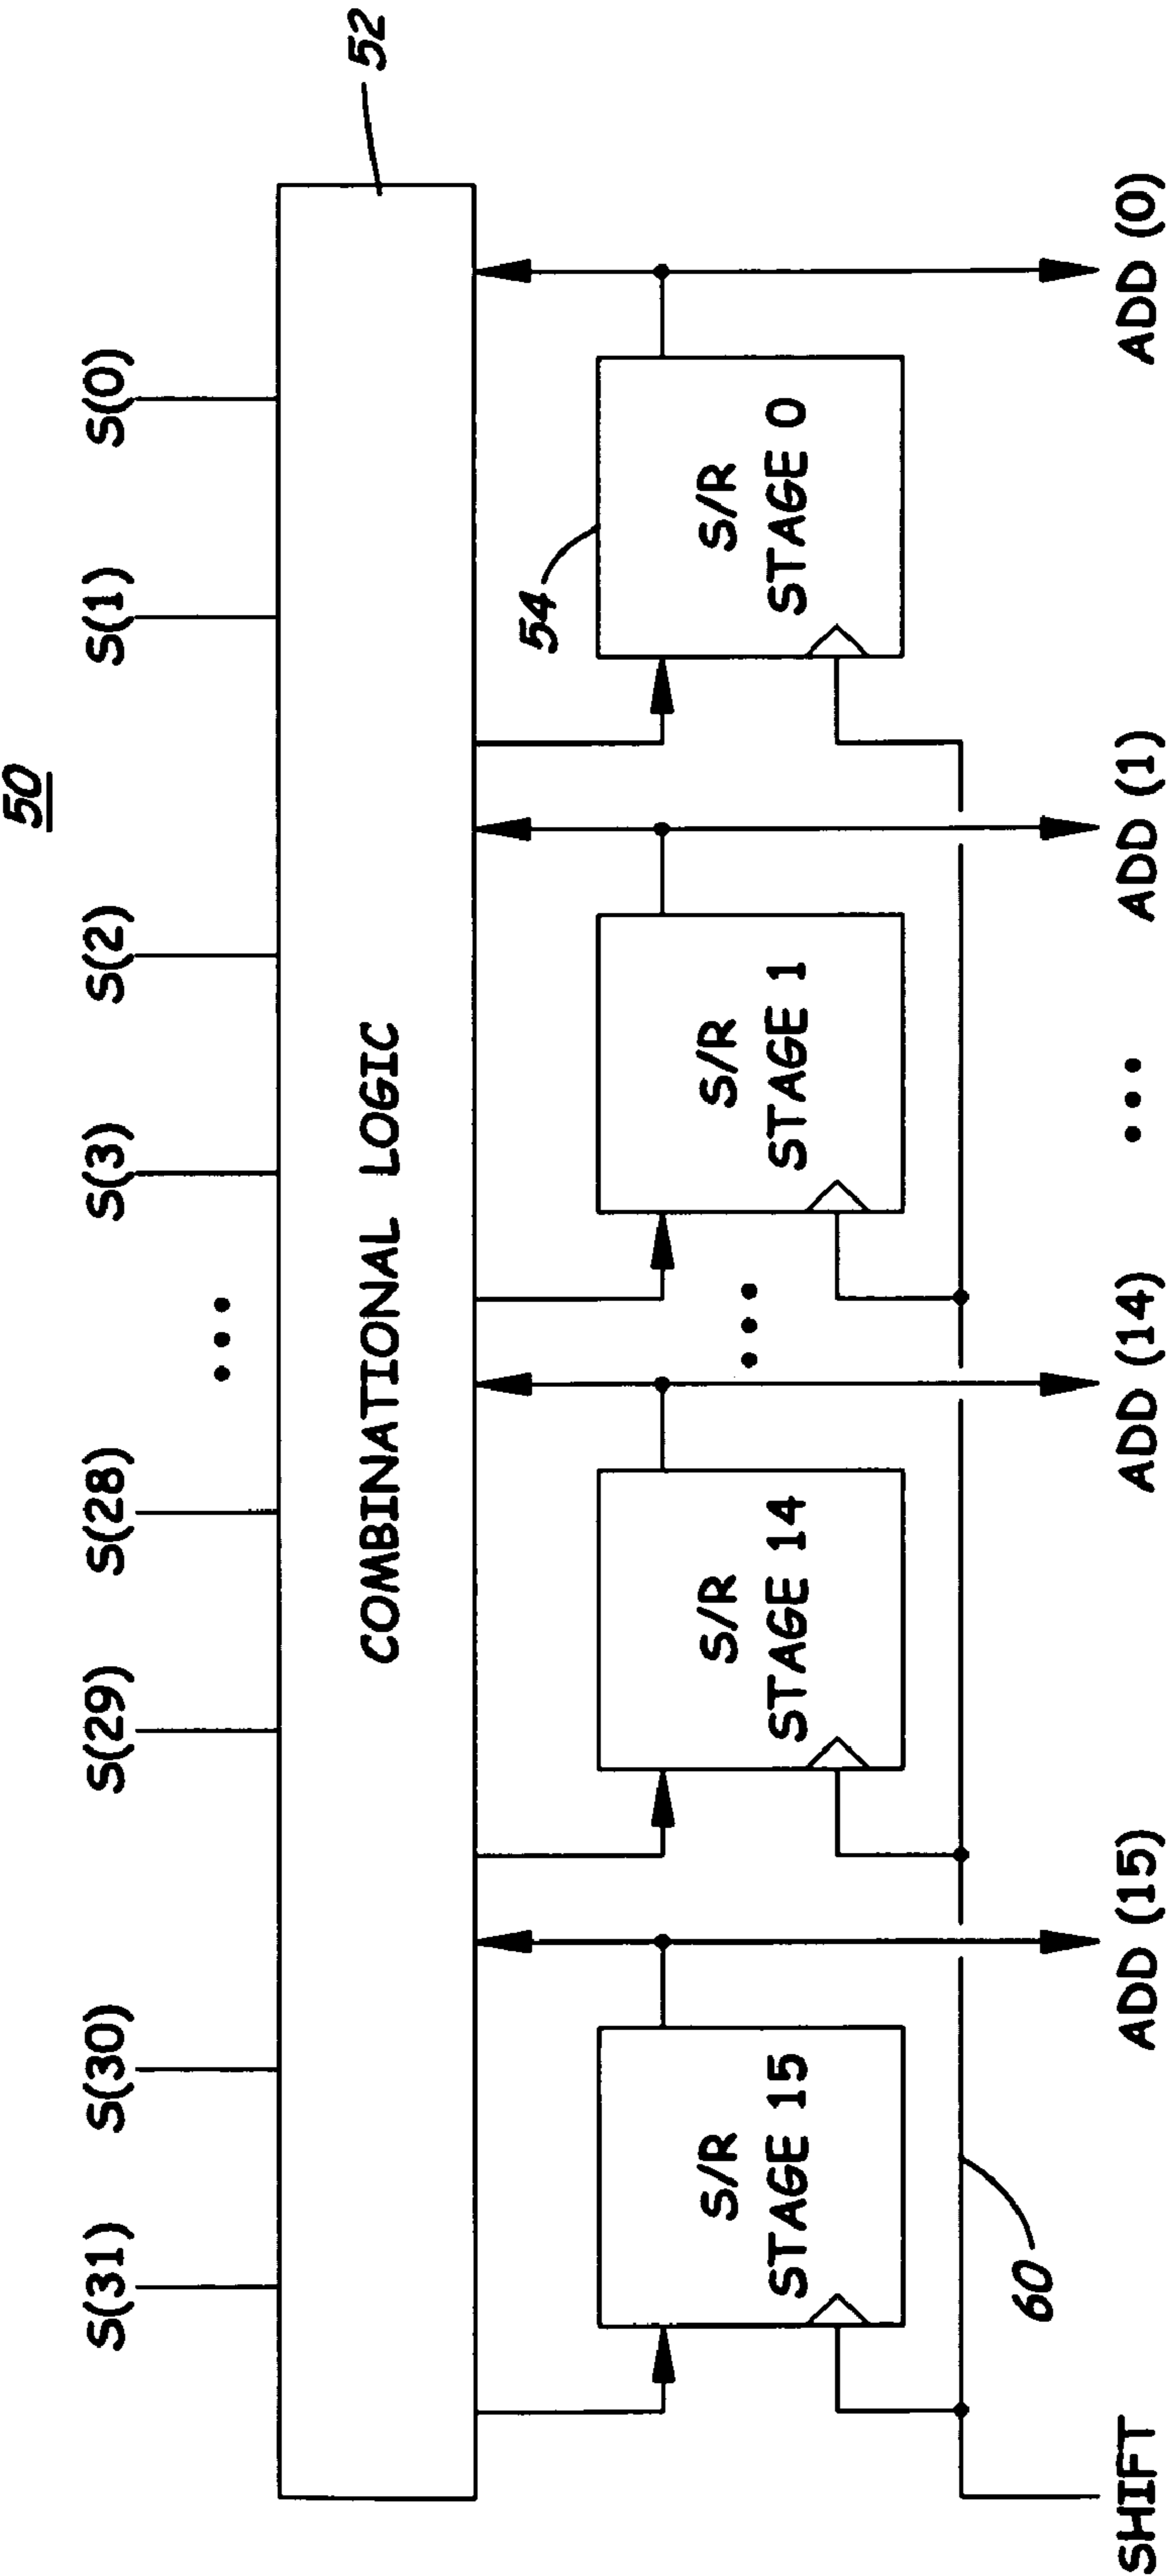 50
S(31)
S(30)
S(29)
S(28)
...
S(3)
S(2)
S(1)
S(0)
COMBINATIONAL LOGIC
52
54
S/R
STAGE 15
S/R
STAGE 14
...
S/R
STAGE 1
S/R
STAGE 0
60
SHIFT
ADD (15)
ADD (14)
...
ADD (1)
ADD (0)